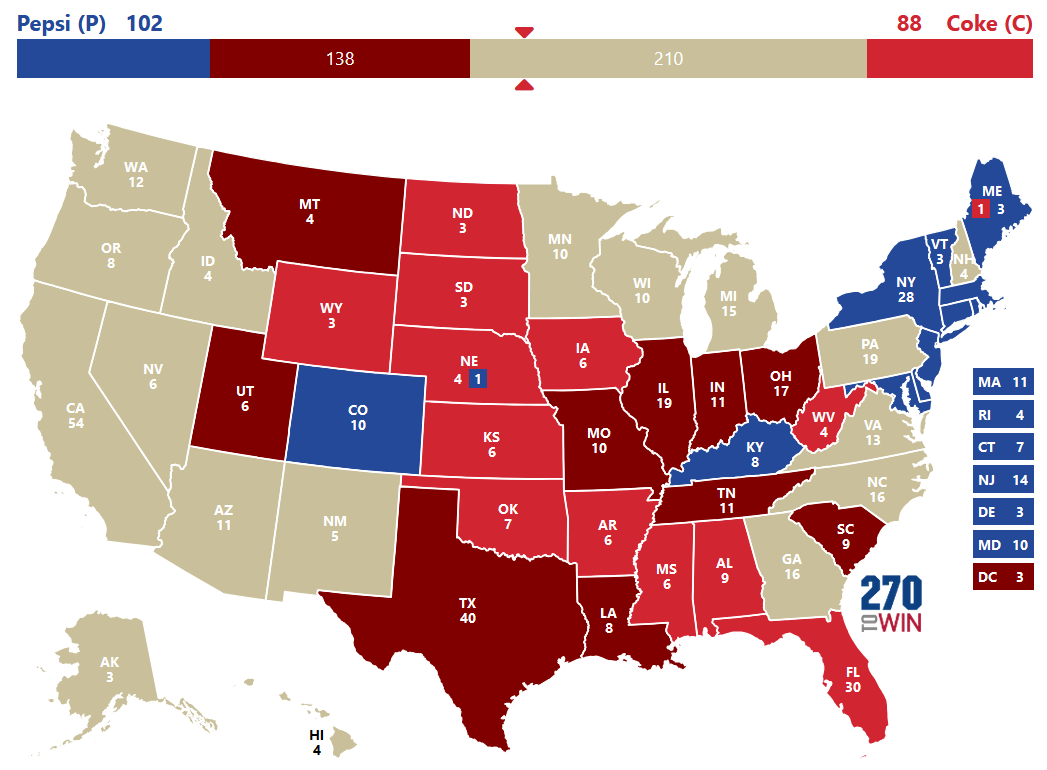 Pepsi (P) 102
88 Coke (C)
138
210
WA
12
OR
8
CA
54
NV
6
ID
4
MT
4
WY
3
UT
6
CO
10
AZ
11
NM
5
ND
3
SD
3
NE
4 1
KS
6
OK
7
TX
40
MN
10
IA
6
MO
10
AR
6
LA
8
WI
10
IL
19
MI
15
IN
11
OH
17
KY
8
TN
11
MS
6
AL
9
GA
16
FL
30
SC
9
NC
16
VA
13
WV
4
PA
19
NY
28
VT
3
NH
4
ME
1 3
MA 11
RI 4
CT 7
NJ 14
DE 3
MD 10
DC 3
AK
3
HI
4
270
TO WIN